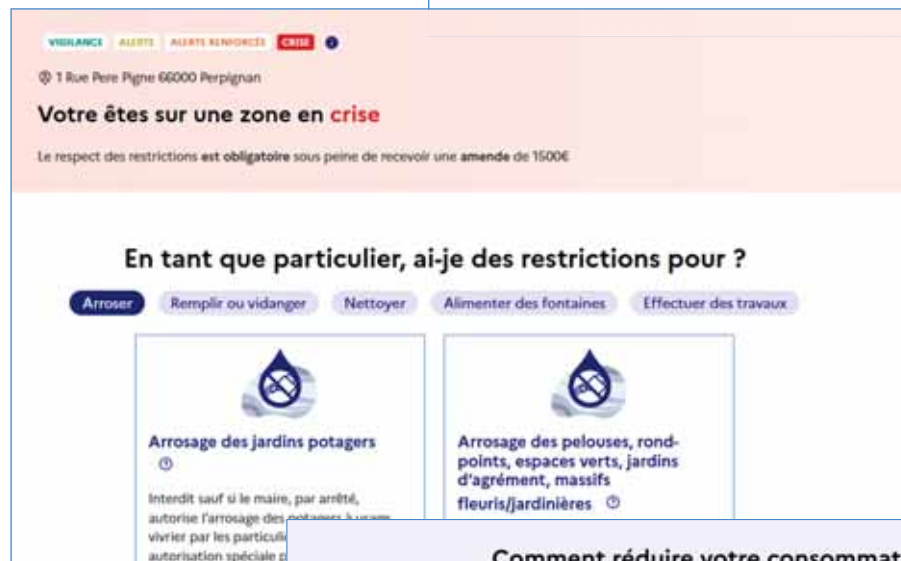 VIGILANCE ALERTE ALERTE RENFORCÉE CRISE
1 Rue Pere Pigne 66000 Perpignan
Votre êtes sur une zone en crise
Le respect des restrictions est obligatoire sous peine de recevoir une amende de 1500€
En tant que particulier, ai-je des restrictions pour ?
Arroser Remplir ou vidanger Nettoyer Alimenter des fontaines Effectuer des travaux
Arrosage des jardins potagers
Interdit sauf si le maire, par arrêté,
autorise l'arrosage des potagers à usage
vivrier par les particuli
autorisation spéciale p
Arrosage des pelouses, rond-
points, espaces verts, jardins
d'agrément, massifs
fleuris/jardinières
Comment réduire votre consommat